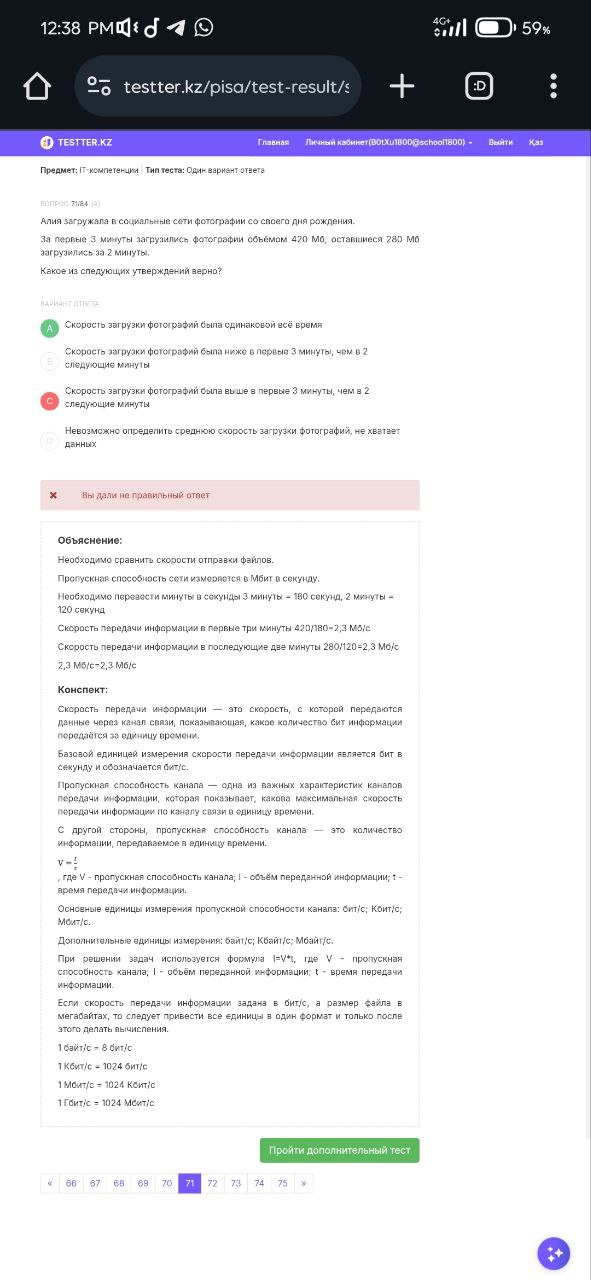 12:38 PM
4G+
59%
testter.kz/pisa/test-result/s
:D
TESTTER.KZ
Главная Личный кабинет(B0tXu1800@school1800) Выйти Қаз
Предмет: IT-компетенции | Тип теста: Один вариант ответа
ВОПРОС 71/84 (A)
Алия загружала в социальные сети фотографии со своего дня рождения.
За первые 3 минуты загрузились фотографии объёмом 420 Мб, оставшиеся 280 Мб
загрузились за 2 минуты.
Какое из следующих утверждений верно?
ВАРИАНТ ОТВЕТА
A Скорость загрузки фотографий была одинаковой всё время
B Скорость загрузки фотографий была ниже в первые 3 минуты, чем в 2
следующие минуты
C Скорость загрузки фотографий была выше в первые 3 минуты, чем в 2
следующие минуты
D Невозможно определить среднюю скорость загрузки фотографий, не хватает
данных
Вы дали не правильный ответ
Объяснение:
Необходимо сравнить скорости отправки файлов.
Пропускная способность сети измеряется в Мбит в секунду.
Необходимо перевести минуты в секунды 3 минуты = 180 секунд, 2 минуты =
120 секунд
Скорость передачи информации в первые три минуты 420/180=2,3 Мб/с
Скорость передачи информации в последующие две минуты 280/120=2,3 Мб/с
2,3 Мб/с=2,3 Мб/с
Конспект:
Скорость передачи информации — это скорость, с которой передаются
данные через канал связи, показывающая, какое количество бит информации
передаётся за единицу времени.
Базовой единицей измерения скорости передачи информации является бит в
секунду и обозначается бит/с.
Пропускная способность канала — одна из важных характеристик каналов
передачи информации, которая показывает, какова максимальная скорость
передачи информации по каналу связи в единицу времени.
С другой стороны, пропускная способность канала — это количество
информации, передаваемое в единицу времени.
V = I/t
, где V - пропускная способность канала; I - объём переданной информации; t -
время передачи информации.
Основные единицы измерения пропускной способности канала: бит/с; Кбит/с;
Мбит/с.
Дополнительные единицы измерения: байт/с; Кбайт/с; Мбайт/с.
При решении задач используется формула I=V*t, где V - пропускная
способность канала; I - объём переданной информации; t - время передачи
информации.
Если скорость передачи информации задана в бит/с, а размер файла в
мегабайтах, то следует привести все единицы в один формат и только после
этого делать вычисления.
1 байт/с = 8 бит/с
1 Кбит/с = 1024 бит/с
1 Мбит/с = 1024 Кбит/с
1 Гбит/с = 1024 Мбит/с
Пройти дополнительный тест
« 66 67 68 69 70 71 72 73 74 75 »